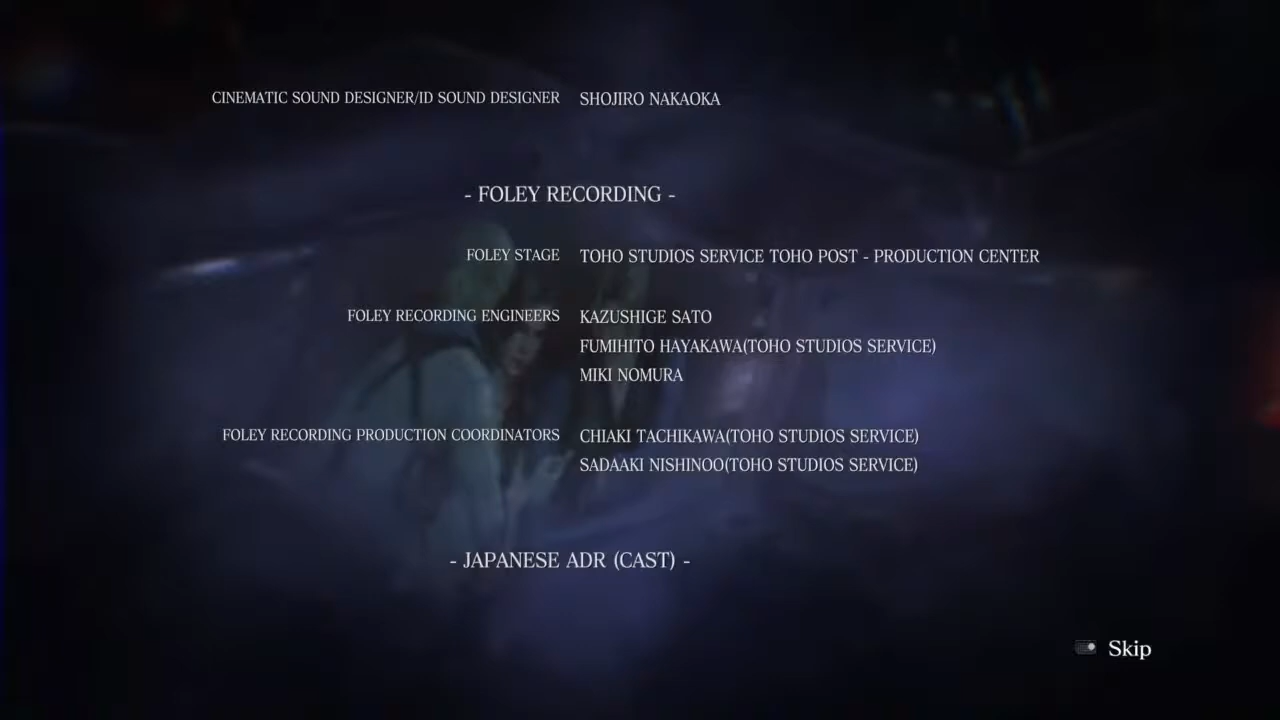 CINEMATIC SOUND DESIGNER/ID SOUND DESIGNER SHOJIRO NAKAOKA
- FOLEY RECORDING -
FOLEY STAGE TOHO STUDIOS SERVICE TOHO POST - PRODUCTION CENTER
FOLEY RECORDING ENGINEERS KAZUSHIGE SATO
FUMIHITO HAYAKAWA(TOHO STUDIOS SERVICE)
MIKI NOMURA
FOLEY RECORDING PRODUCTION COORDINATORS CHIAKI TACHIKAWA(TOHO STUDIOS SERVICE)
SADAAKI NISHINOO(TOHO STUDIOS SERVICE)
- JAPANESE ADR (CAST) -
Skip